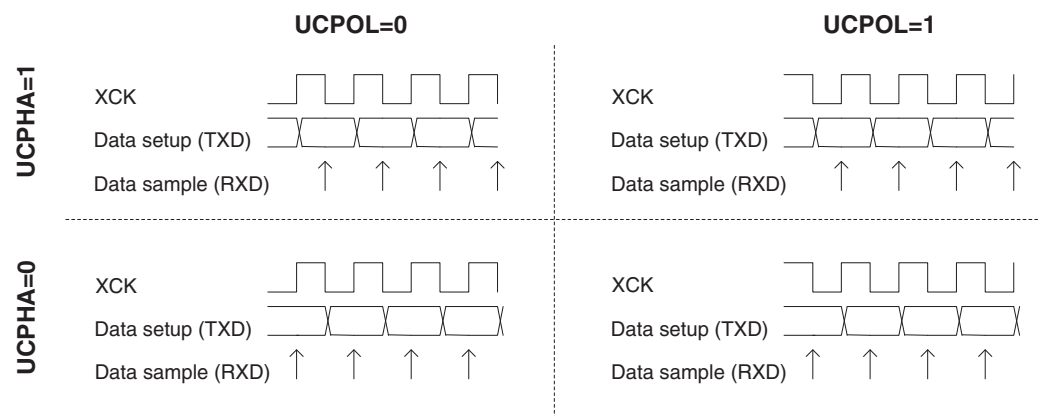 UCPOL=0
UCPOL=1
UCPHA=1
XCK
Data setup (TXD)
Data sample (RXD)
XCK
Data setup (TXD)
Data sample (RXD)
UCPHA=0
XCK
Data setup (TXD)
Data sample (RXD)
XCK
Data setup (TXD)
Data sample (RXD)